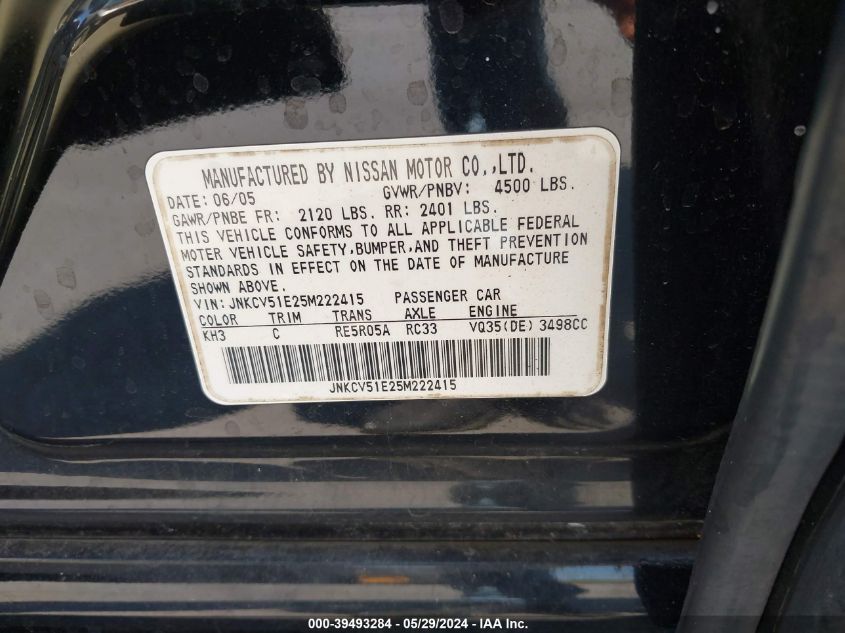 MANUFACTURED BY NISSAN MOTOR CO.,LTD.
DATE: 06/05 GVWR/PNBV: 4500 LBS.
GAWR/PNBE FR: 2120 LBS. RR: 2401 LBS.
THIS VEHICLE CONFORMS TO ALL APPLICABLE FEDERAL
MOTER VEHICLE SAFETY,BUMPER,AND THEFT PREVENTION
STANDARDS IN EFFECT ON THE DATE OF MANUFACTURE
SHOWN ABOVE.
VIN: JNKCV51E25M222415 PASSENGER CAR
COLOR TRIM TRANS AXLE ENGINE
KH3 C RE5R05A RC33 VQ35(DE) 3498CC
JNKCV51E25M222415
000-39493284 - 05/29/2024 - IAA Inc.